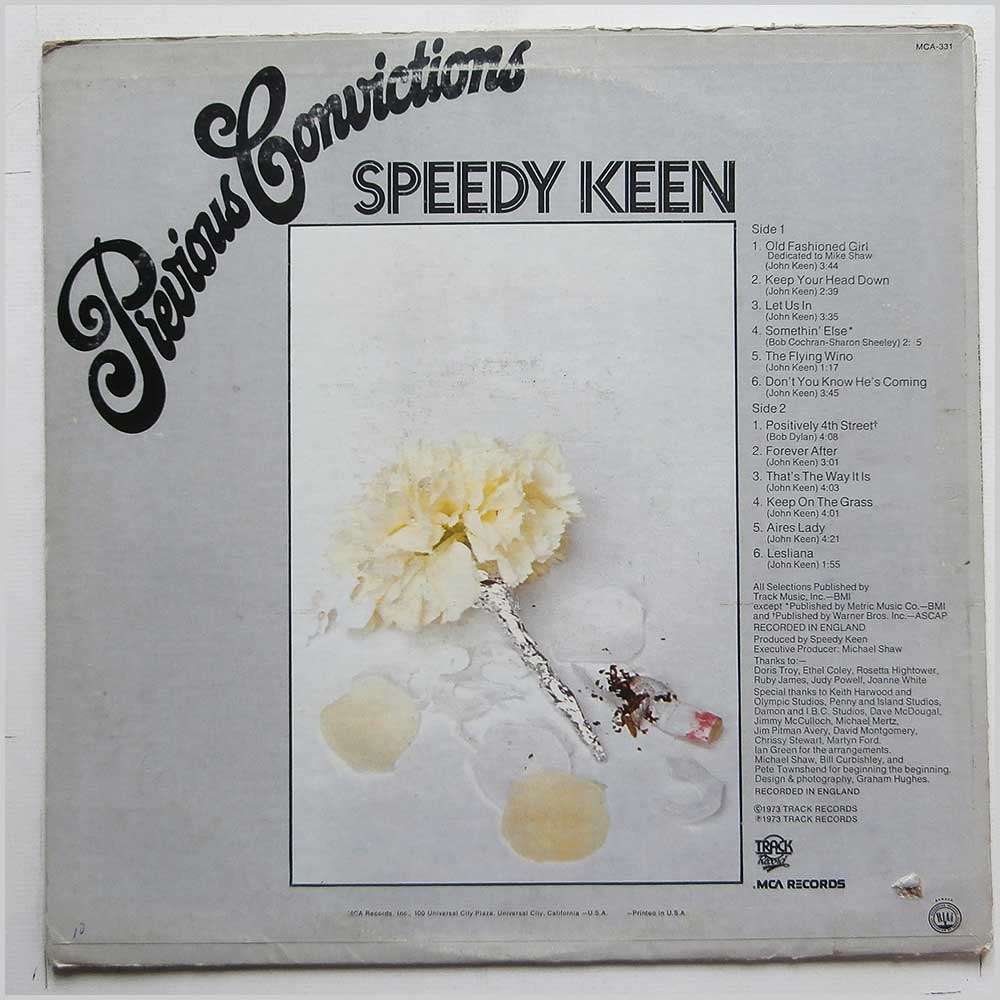 MCA-331
Previous Convictions
SPEEDY KEEN
Side 1
1. Old Fashioned Girl
Dedicated to Mike Shaw
(John Keen) 3:44
2. Keep Your Head Down
(John Keen) 2:39
3. Let Us In
(John Keen) 3:35
4. Somethin' Else*
(Bob Cochran-Sharon Sheeley) 2: 5
5. The Flying Wino
(John Keen) 1:17
6. Don't You Know He's Coming
(John Keen) 3:45
Side 2
1. Positively 4th Street†
(Bob Dylan) 4:08
2. Forever After
(John Keen) 3:01
3. That's The Way It Is
(John Keen) 4:03
4. Keep On The Grass
(John Keen) 4:01
5. Aires Lady
(John Keen) 4:21
6. Lesliana
(John Keen) 1:55
All Selections Published by
Track Music, Inc.—BMI
except *Published by Metric Music Co.—BMI
and †Published by Warner Bros. Inc.—ASCAP
RECORDED IN ENGLAND
Produced by Speedy Keen
Executive Producer: Michael Shaw
Thanks to:—
Doris Troy, Ethel Coley, Rosetta Hightower,
Ruby James, Judy Powell, Joanne White
Special thanks to Keith Harwood and
Olympic Studios, Penny and Island Studios,
Damon and I.B.C. Studios, Dave McDougal,
Jimmy McCulloch, Michael Mertz,
Jim Pitman Avery, David Montgomery,
Chrissy Stewart, Martyn Ford.
Ian Green for the arrangements.
Michael Shaw, Bill Curbishley, and
Pete Townshend for beginning the beginning.
Design & photography, Graham Hughes.
RECORDED IN ENGLAND
©1973 TRACK RECORDS
℗1973 TRACK RECORDS
TRACK
Record
MCA RECORDS
MCA Records, Inc., 100 Universal City Plaza, Universal City, California —U.S.A. —Printed in U.S.A.
10